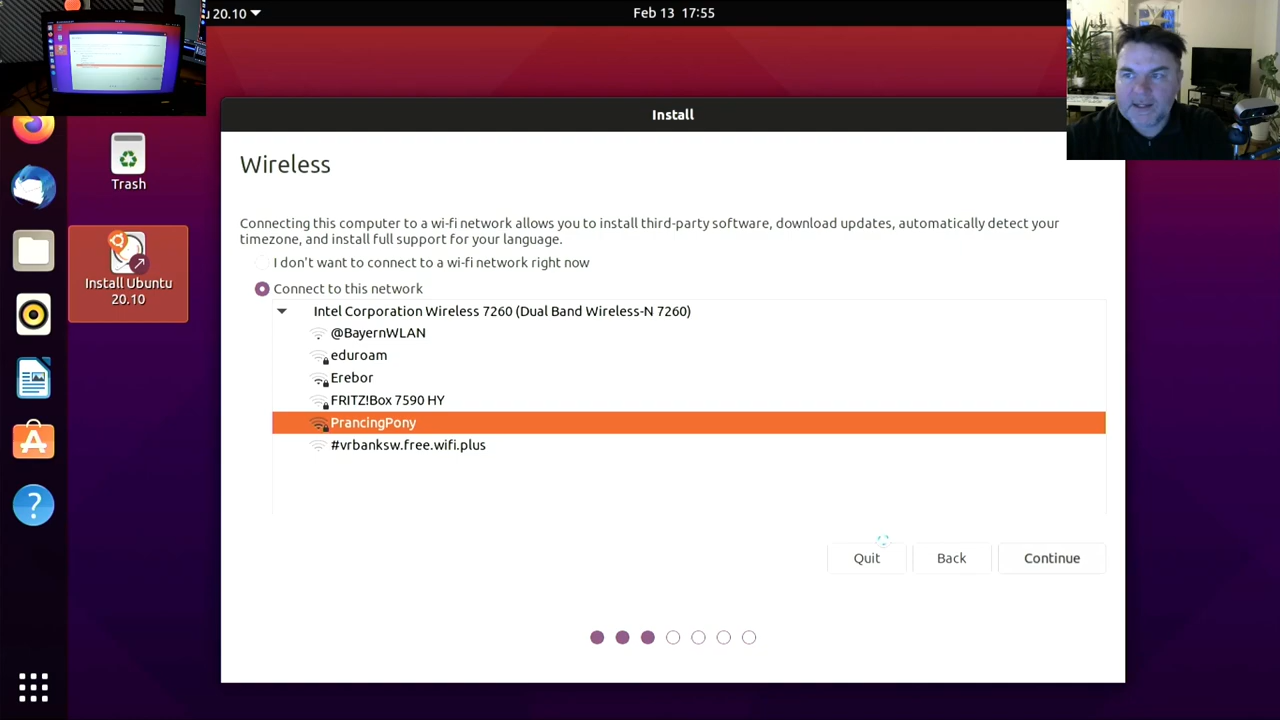 20.10
Feb 13 17:55
Install
Trash
Install Ubuntu
20.10
Wireless
Connecting this computer to a wi-fi network allows you to install third-party software, download updates, automatically detect your
timezone, and install full support for your language.
I don't want to connect to a wi-fi network right now
Connect to this network
Intel Corporation Wireless 7260 (Dual Band Wireless-N 7260)
@BayernWLAN
eduroam
Erebor
FRITZ!Box 7590 HY
PrancingPony
#vrbanksw.free.wifi.plus
Quit
Back
Continue